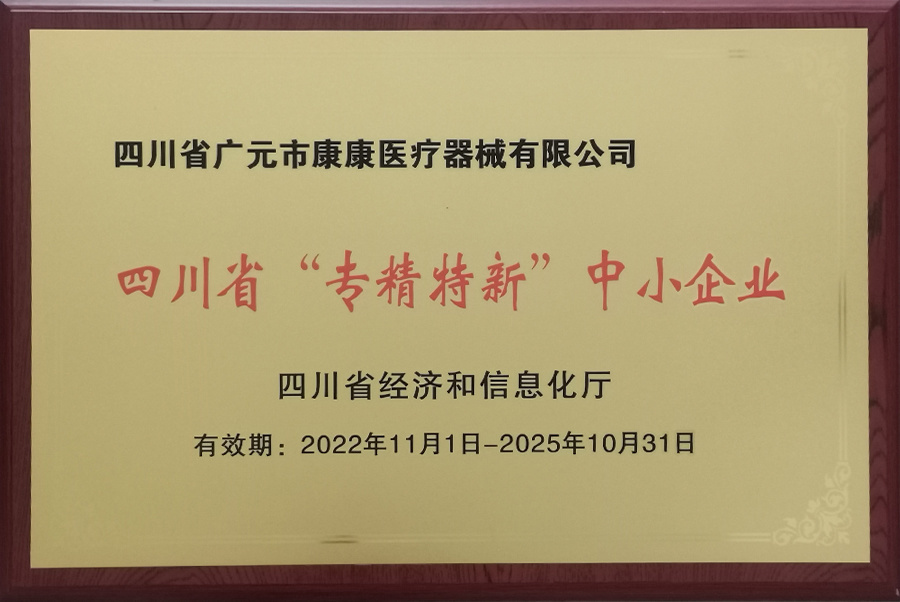 四川省广元市康康医疗器械有限公司
四川省“专精特新”中小企业
四川省经济和信息化厅
有效期：2022年11月1日-2025年10月31日